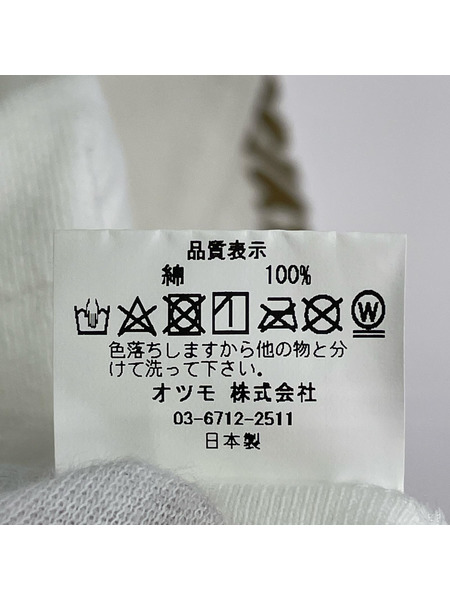 品質表示
綿 100%
W
色落ちしますから他の物と分
けて洗って下さい。
オツモ 株式会社
03-6712-2511
日本製